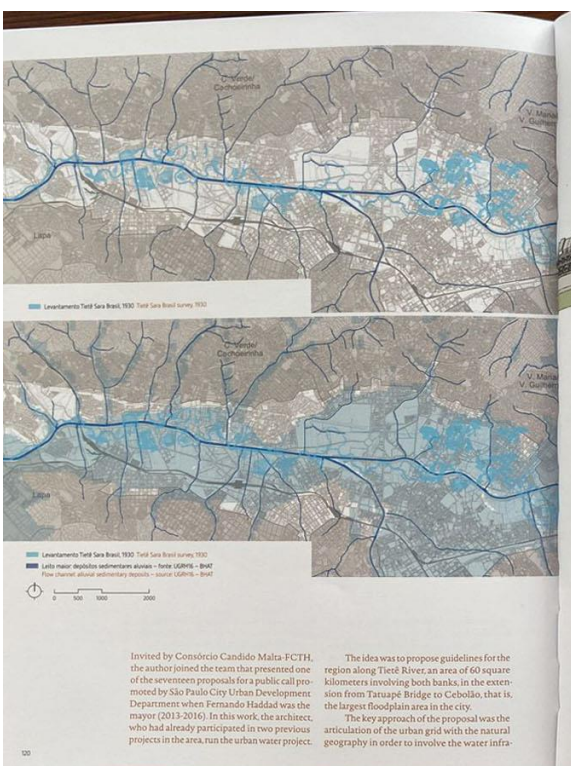 C. Verde/
Cachoeirinha
V. Maria/
V. Guilherm
Lapa
Levantamento Tietê Sara Brasil, 1930 Tietê Sara Brasil survey, 1930
C. Verde/
Cachoeirinha
V. Maria/
V. Guilherm
Lapa
Levantamento Tietê Sara Brasil, 1930 Tietê Sara Brasil survey, 1930
Leito maior: depósitos sedimentares aluviais – fonte: UGRH16 – BHAT
Flow channel alluvial sedimentary deposits – source: UGRH16 – BHAT
0 500 1000 2000
Invited by Consórcio Candido Malta-FCTH,
the author joined the team that presented one
of the seventeen proposals for a public call pro-
moted by São Paulo City Urban Development
Department when Fernando Haddad was the
mayor (2013-2016). In this work, the architect,
who had already participated in two previous
projects in the area, run the urban water project.
The idea was to propose guidelines for the
region along Tietê River, an area of 60 square
kilometers involving both banks, in the exten-
sion from Tatuapé Bridge to Cebolão, that is,
the largest floodplain area in the city.
The key approach of the proposal was the
articulation of the urban grid with the natural
geography in order to involve the water infra-
120